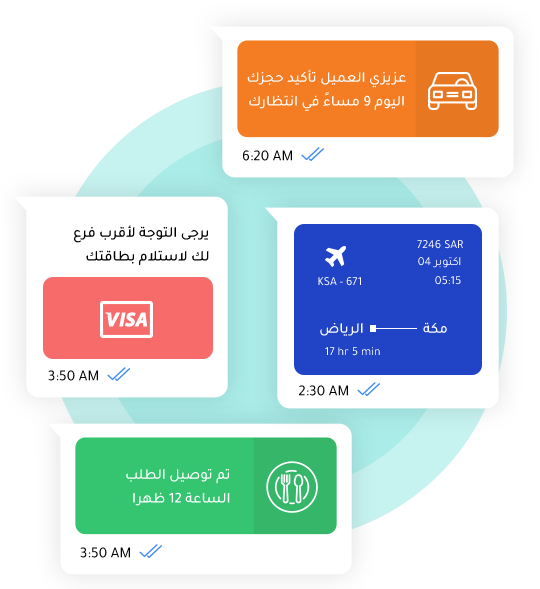 عزيزي العميل تأكيد حجزك
اليوم 9 مساءً في انتظارك
6:20 AM
يرجى التوجة لأقرب فرع
لك لاستلام بطاقتك
VISA
3:50 AM
7246 SAR
04 اكتوبر
05:15
KSA - 671
مكة الرياض
17 hr 5 min
2:30 AM
تم توصيل الطلب
الساعة 12 ظهرا
3:50 AM